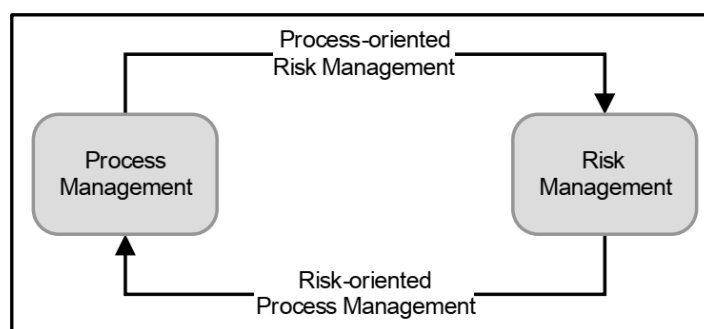 Process-oriented
Risk Management
Process
Management
Risk
Management
Risk-oriented
Process Management